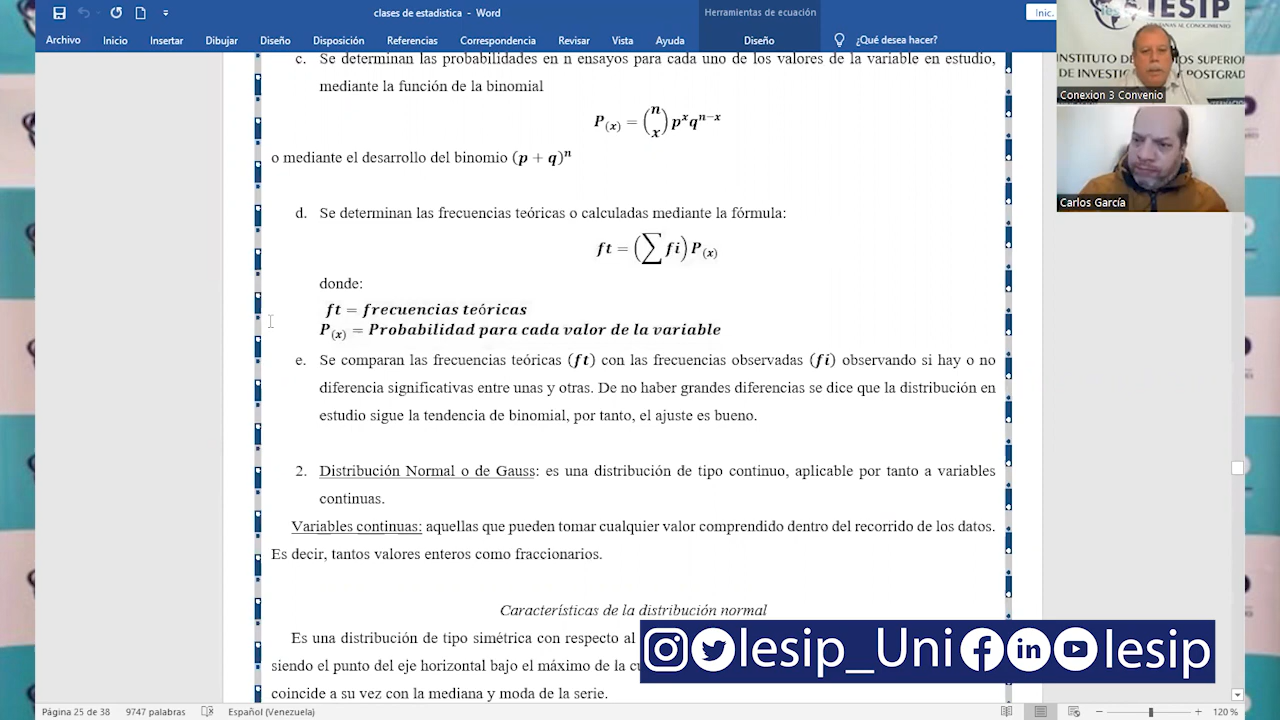 clases de estadistica - Word
Herramientas de ecuación
Inic.
Archivo Inicio Insertar Dibujar Diseño Disposición Referencias Correspondencia Revisar Vista Ayuda Diseño ¿Qué desea hacer?
c. Se determinan las probabilidades en n ensayos para cada uno de los valores de la variable en estudio,
mediante la función de la binomial
P(x) = (n x) p^x q^(n−x)
o mediante el desarrollo del binomio (p + q)^n
d. Se determinan las frecuencias teóricas o calculadas mediante la fórmula:
ft = (∑ fi) P(x)
donde:
ft = frecuencias teóricas
P(x) = Probabilidad para cada valor de la variable
e. Se comparan las frecuencias teóricas (ft) con las frecuencias observadas (fi) observando si hay o no
diferencia significativas entre unas y otras. De no haber grandes diferencias se dice que la distribución en
estudio sigue la tendencia de binomial, por tanto, el ajuste es bueno.
2. Distribución Normal o de Gauss: es una distribución de tipo continuo, aplicable por tanto a variables
continuas.
Variables continuas: aquellas que pueden tomar cualquier valor comprendido dentro del recorrido de los datos.
Es decir, tantos valores enteros como fraccionarios.
Características de la distribución normal
Es una distribución de tipo simétrica con respecto al
siendo el punto del eje horizontal bajo el máximo de la
coincide a su vez con la mediana y moda de la serie.
Iesip_Uni Iesip
Página 25 de 38 9747 palabras Español (Venezuela) 120 %
IESIP
INSTITUTO
SUPERIOR
DE INVESTIG
POSTGRAD
Conexion 3 Convenio
Carlos García